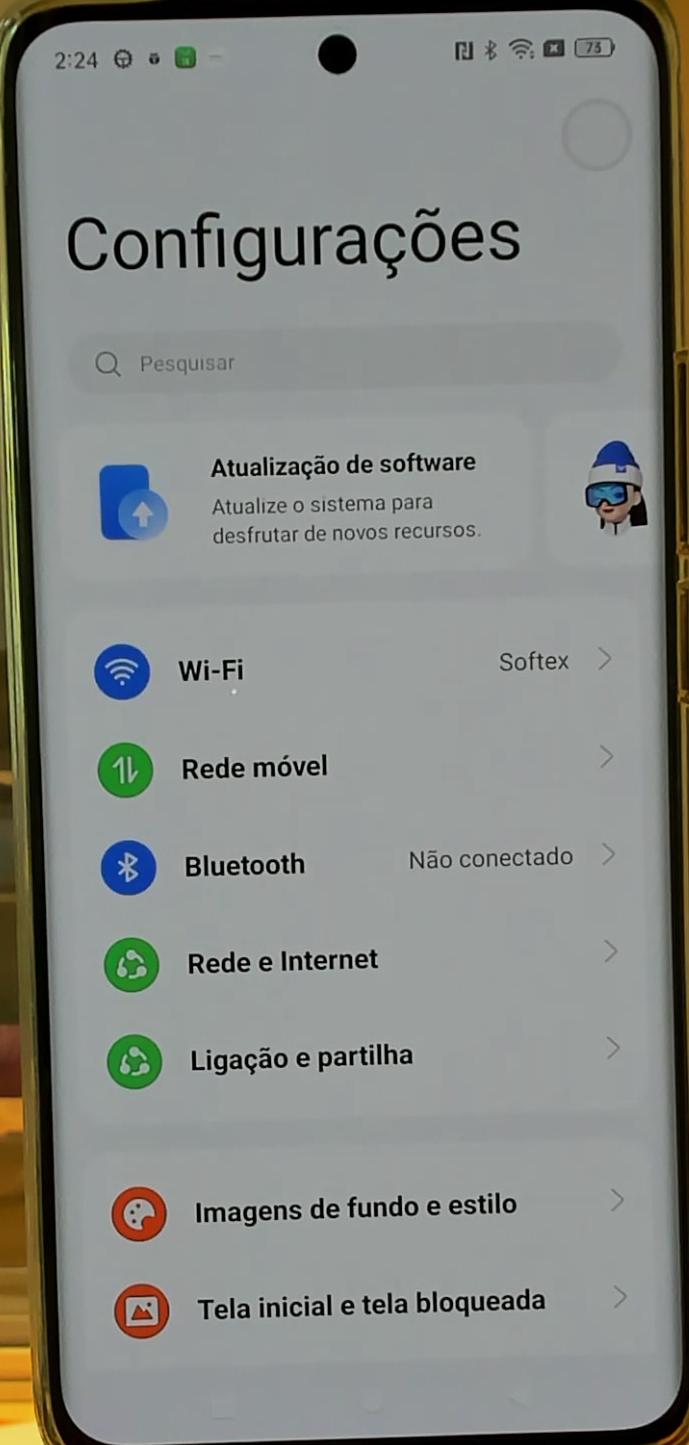 2:24
73
Configurações
Pesquisar
Atualização de software
Atualize o sistema para
desfrutar de novos recursos.
Wi-Fi
Softex
Rede móvel
Bluetooth
Não conectado
Rede e Internet
Ligação e partilha
Imagens de fundo e estilo
Tela inicial e tela bloqueada